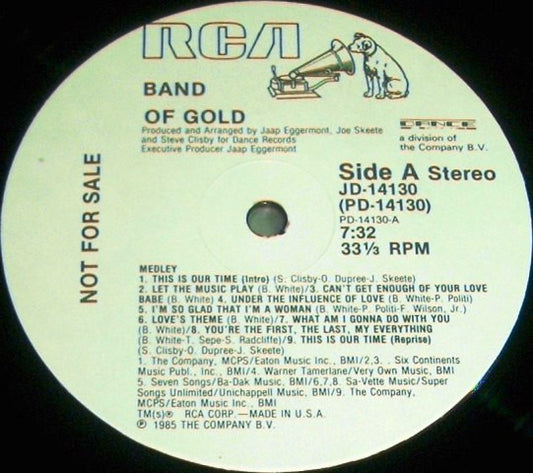 RCA
BAND
OF GOLD
Produced and Arranged by Jaap Eggermont, Joe Skeete
and Steve Clisby for Dance Records
Executive Producer Jaap Eggermont
DANCE
a division of
the Company B.V.
NOT FOR SALE
Side A Stereo
JD-14130
(PD-14130)
PD-14130-A
7:32
33⅓ RPM
MEDLEY
1. THIS IS OUR TIME (Intro) (S. Clisby-O. Dupree-J. Skeete)
2. LET THE MUSIC PLAY (B. White)/3. CAN'T GET ENOUGH OF YOUR LOVE
BABE (B. White) 4. UNDER THE INFLUENCE OF LOVE (B. White-P. Politi)
5. I'M SO GLAD THAT I'M A WOMAN (B. White-P. Politi-F. Wilson, Jr.)
6. LOVE'S THEME (B. White)/7. WHAT AM I GONNA DO WITH YOU
(B. White)/8. YOU'RE THE FIRST, THE LAST, MY EVERYTHING
(B. White-T. Sepe-S. Radcliffe)/9. THIS IS OUR TIME (Reprise)
(S. Clisby-O. Dupree-J. Skeete)
1. The Company, MCPS/Eaton Music Inc., BMI/2,3. . Six Continents
Music Publ., Inc., BMI/4. Warner Tamerlane/Very Own Music, BMI
5. Seven Songs/Ba-Dak Music, BMI/6,7,8. Sa-Vette Music/Super
Songs Unlimited/Unichappell Music, BMI/9. The Company,
MCPS/Eaton Music Inc., BMI
TM(s)® RCA CORP.—MADE IN U.S.A.
℗ 1985 THE COMPANY B.V.